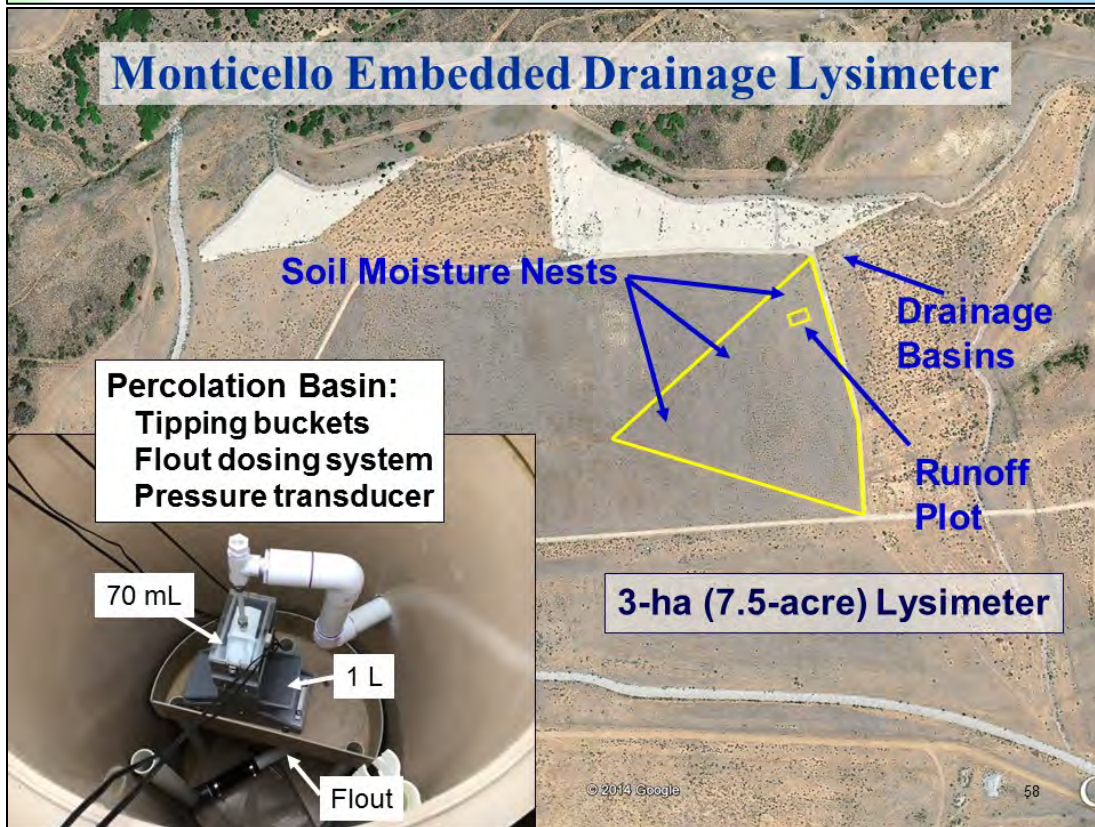 Monticello Embedded Drainage Lysimeter
Soil Moisture Nests
Drainage
Basins
Percolation Basin:
Tipping buckets
Flout dosing system
Pressure transducer
Runoff
Plot
70 mL
3-ha (7.5-acre) Lysimeter
1 L
Flout
© 2014 Google
58